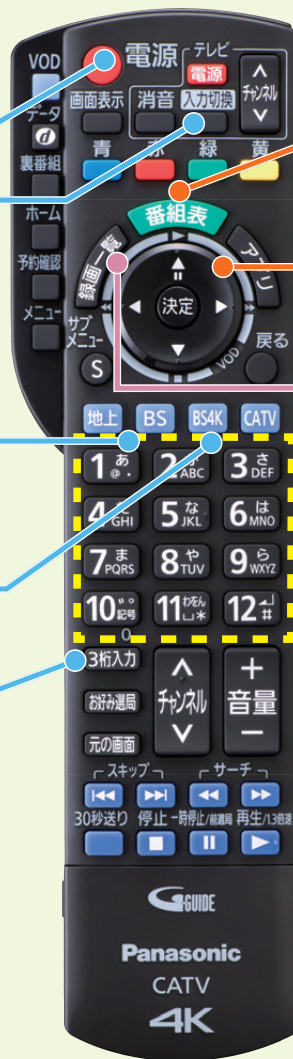 VOD
電源
テレビ
電源
チャンネル
データ
d
画面表示
消音
入力切換
青
赤
緑
黄
裏番組
ホーム
番組表
予約確認
録画一覧
アプリ
メニュー
決定
サブ
メニュー
S
VOD
戻る
地上
BS
BS4K
CATV
1 あ @ .
2 か ABC
3 さ DEF
4 た GHI
5 な JKL
6 は MNO
7 ま PQRS
8 や TUV
9 ら WXYZ
10 ゛゜ 記号
11 わをん ␣ *
12 #
0
3桁入力
お好み選局
元の画面
チャンネル
+
音量
−
スキップ
サーチ
30秒送り
停止
一時停止/前選局
再生/1.3倍速
G-GUIDE
Panasonic
CATV
4K